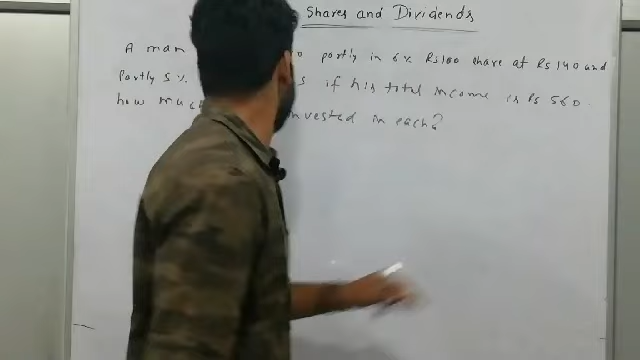 Shares and Dividends
A man 0 partly in 6% Rs100 share at Rs 140 and
Partly 5% s if his total income is Rs 560.
how invested in each?